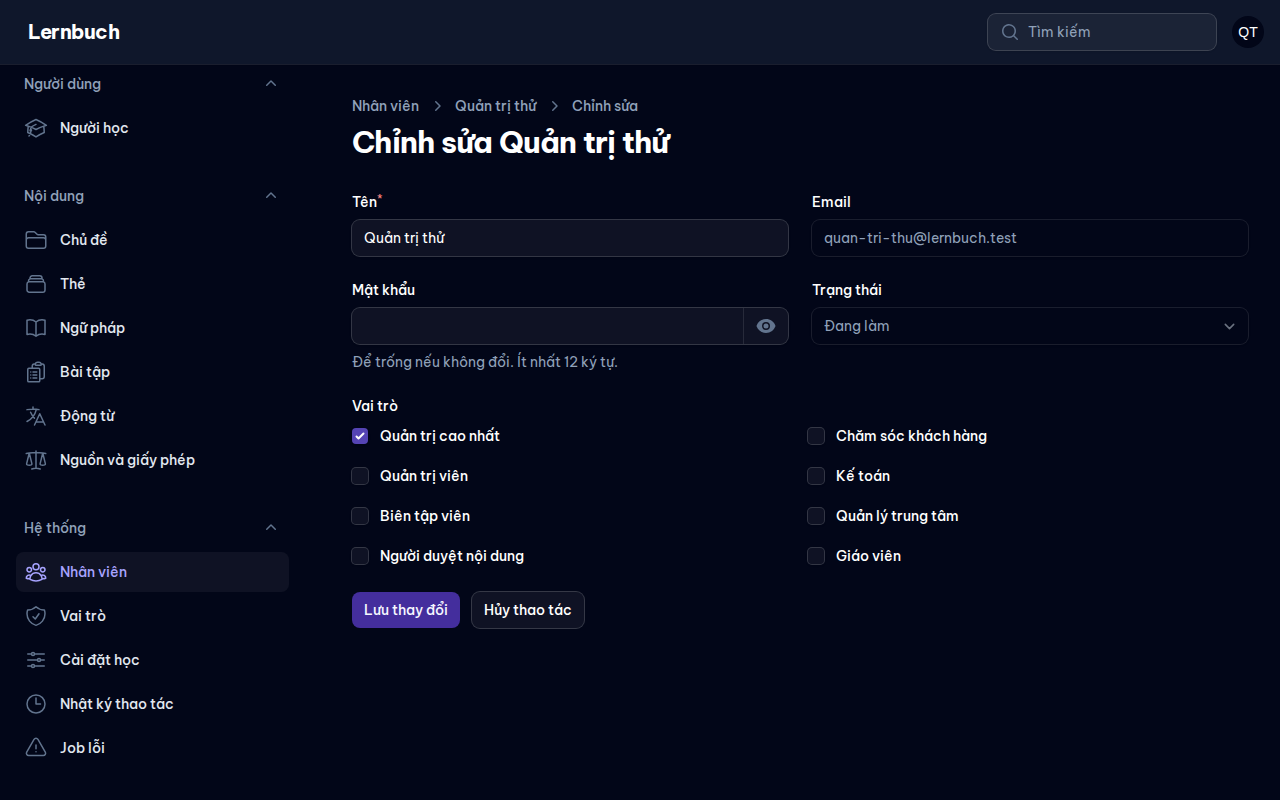 Lernbuch
Tìm kiếm
QT
Người dùng
Người học
Nội dung
Chủ đề
Thẻ
Ngữ pháp
Bài tập
Động từ
Nguồn và giấy phép
Hệ thống
Nhân viên
Vai trò
Cài đặt học
Nhật ký thao tác
Job lỗi
Nhân viên
Quản trị thử
Chỉnh sửa
Chỉnh sửa Quản trị thử
Tên*
Quản trị thử
Email
quan-tri-thu@lernbuch.test
Mật khẩu
Để trống nếu không đổi. Ít nhất 12 ký tự.
Trạng thái
Đang làm
Vai trò
Quản trị cao nhất
Quản trị viên
Biên tập viên
Người duyệt nội dung
Chăm sóc khách hàng
Kế toán
Quản lý trung tâm
Giáo viên
Lưu thay đổi
Hủy thao tác